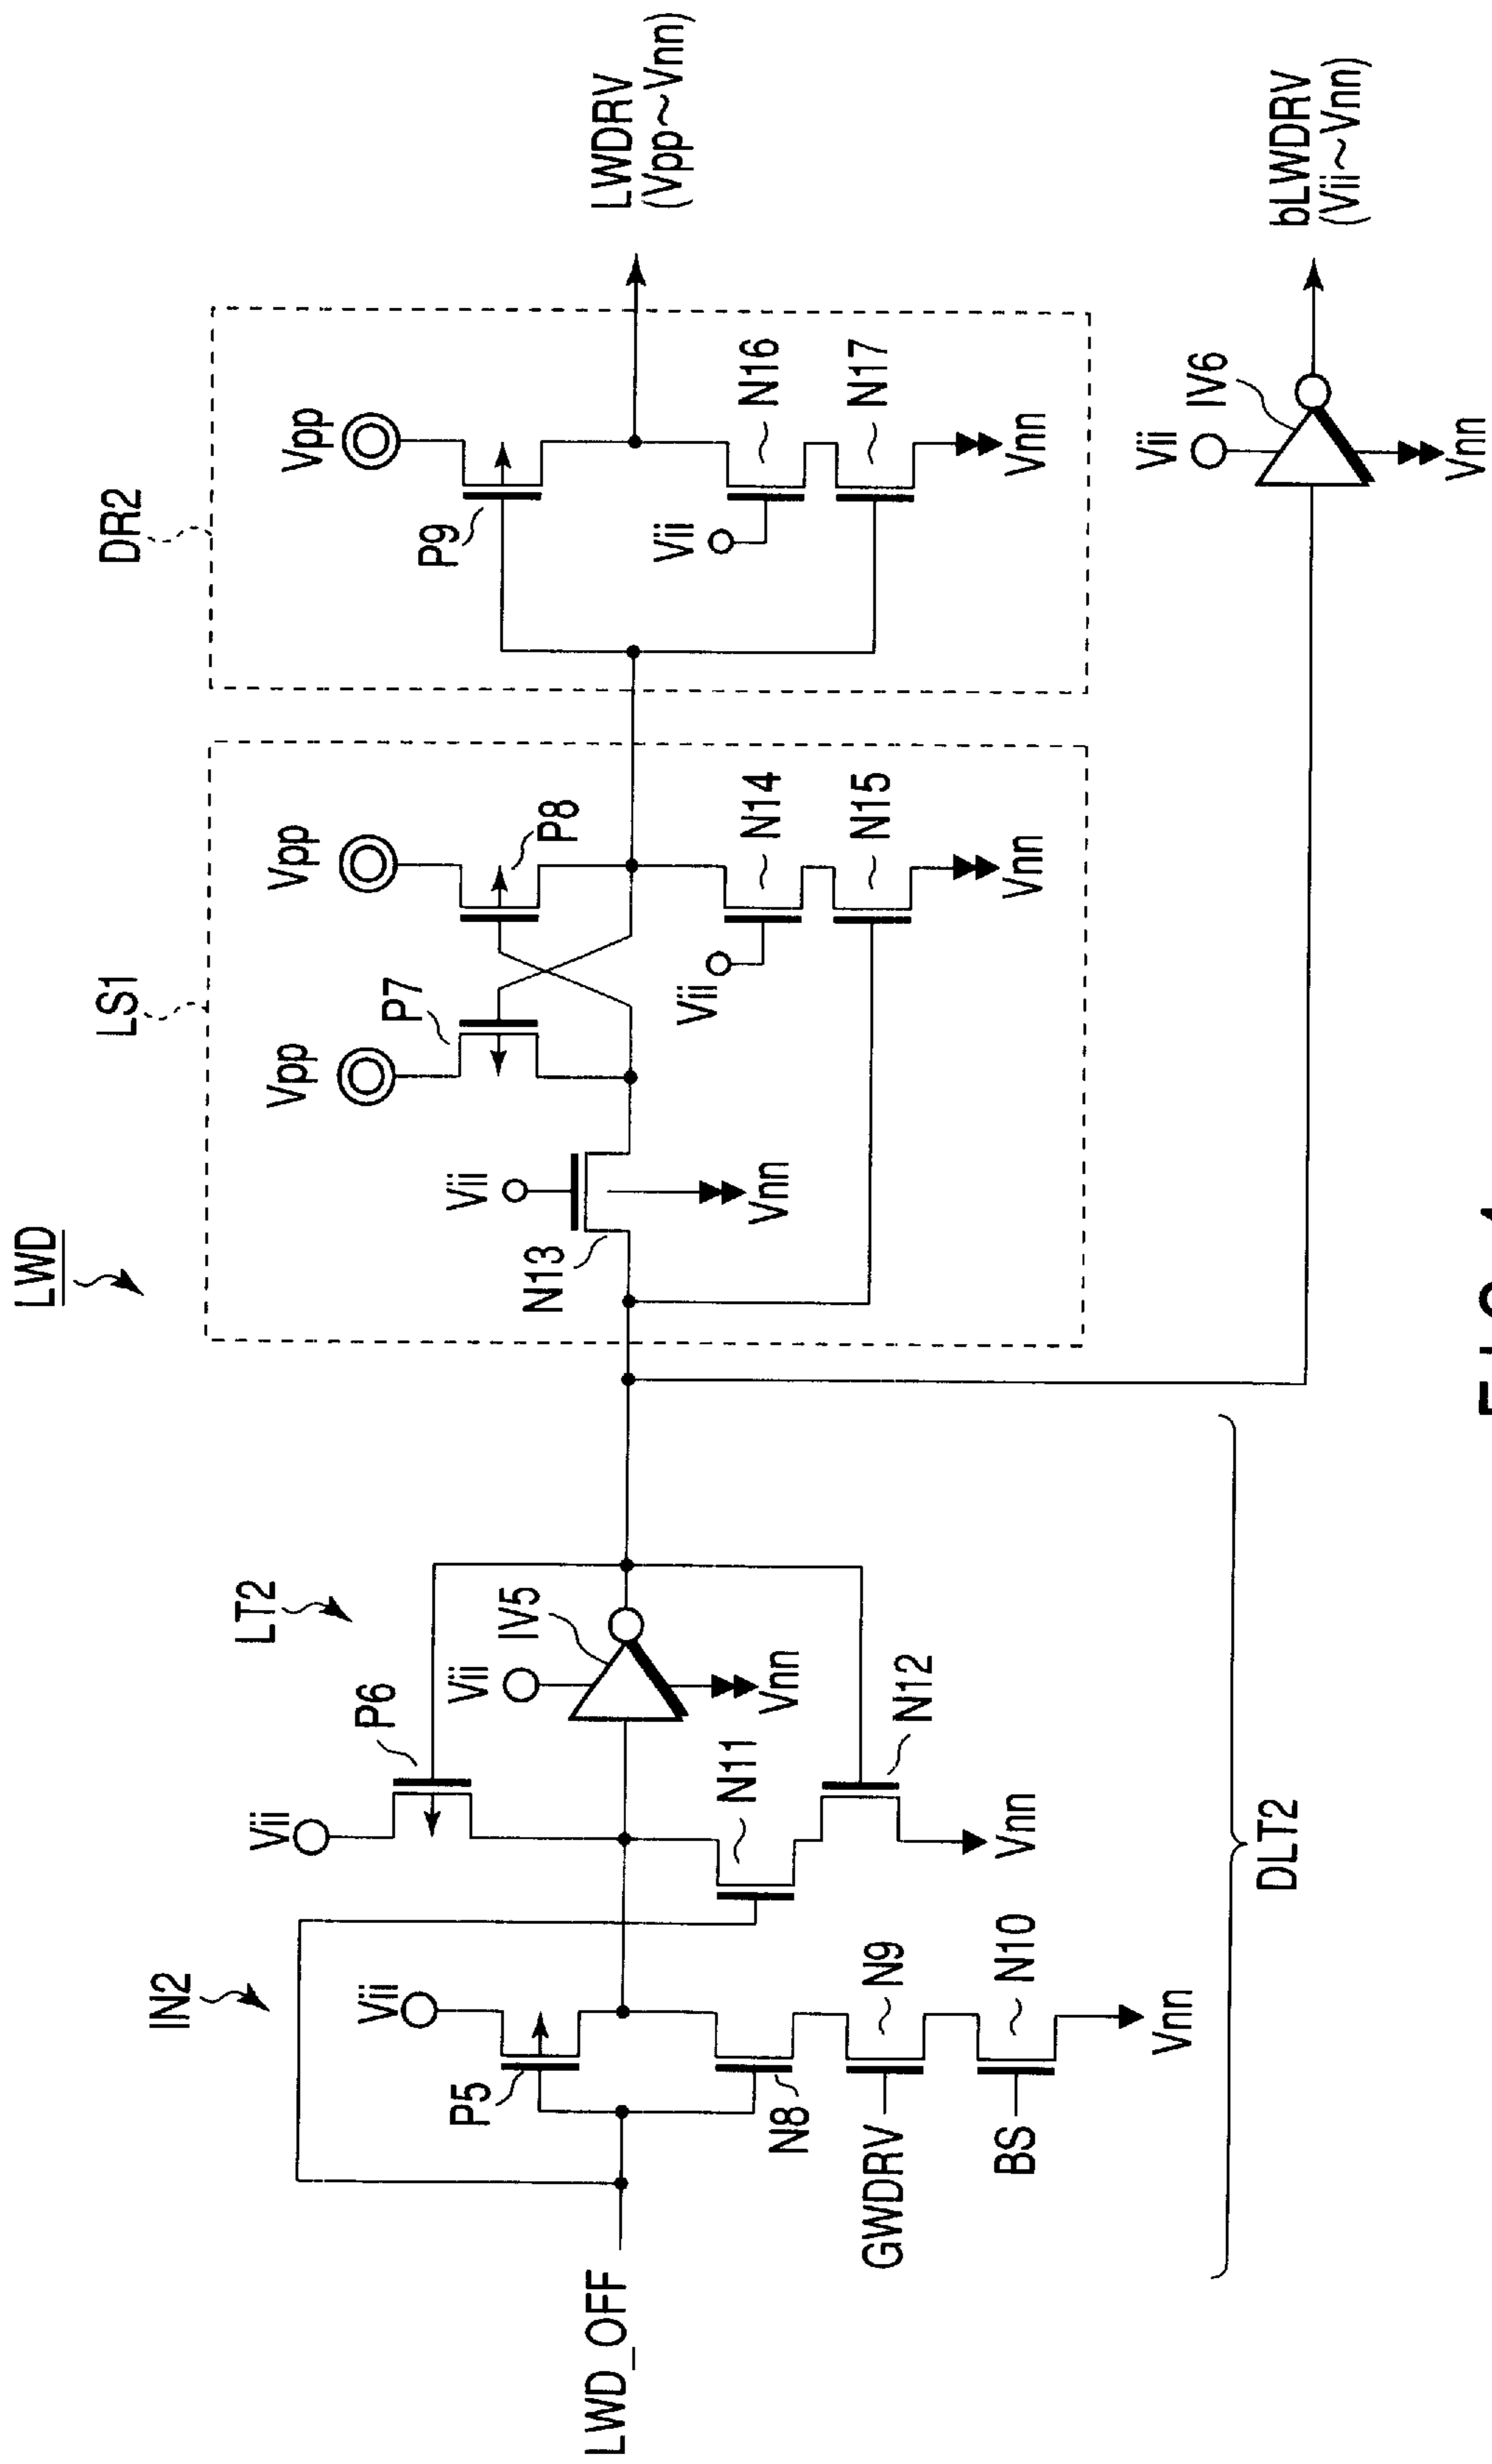 LWD
LT2
IN2
LS1
DR2
Vpp
Vpp
Vpp
P7
P8
P9
LWDRV
(Vpp~Vnn)
Vii
N13
Vnn
Vii
N14
N15
Vnn
Vii
N16
N17
Vnn
Vii
P6
Vii
IV5
Vnn
N11
N12
Vnn
Vii
P5
N8
N9
N10
Vnn
LWD_OFF
GWDRV
BS
DLT2
Vii
IV6
Vnn
bLWDRV
(Vii~Vnn)